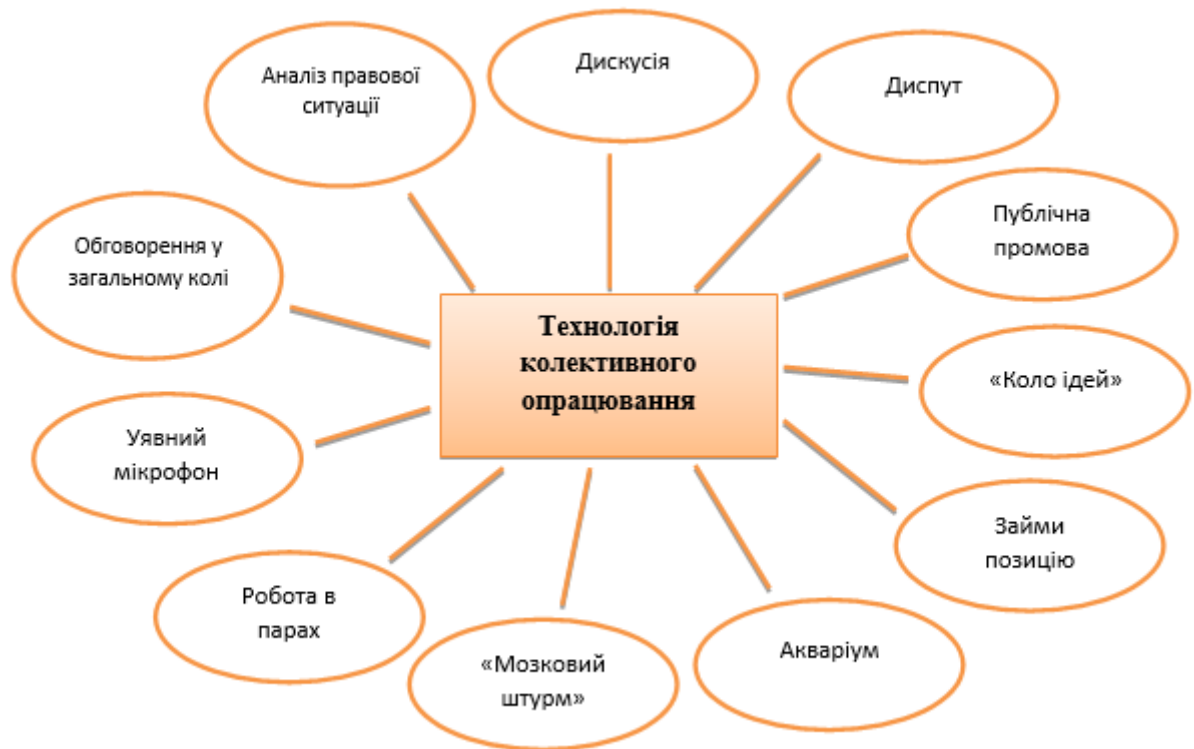 Аналіз правової
ситуації
Дискусія
Диспут
Публічна
промова
Обговорення у
загальному колі
Технологія
колективного
опрацювання
«Коло ідей»
Уявний
мікрофон
Займи
позицію
Робота в
парах
«Мозковий
штурм»
Акваріум